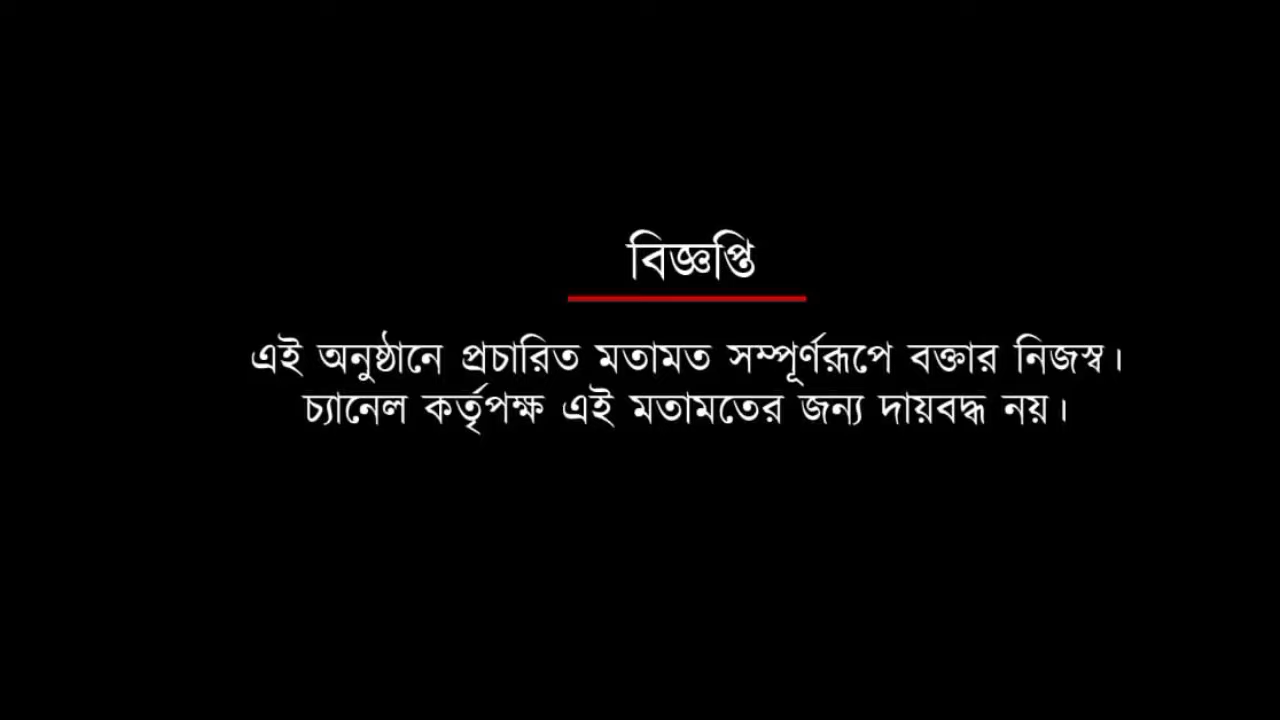 বিজ্ঞপ্তি
এই অনুষ্ঠানে প্রচারিত মতামত সম্পূর্ণরূপে বক্তার নিজস্ব।
চ্যানেল কর্তৃপক্ষ এই মতামতের জন্য দায়বদ্ধ নয়।